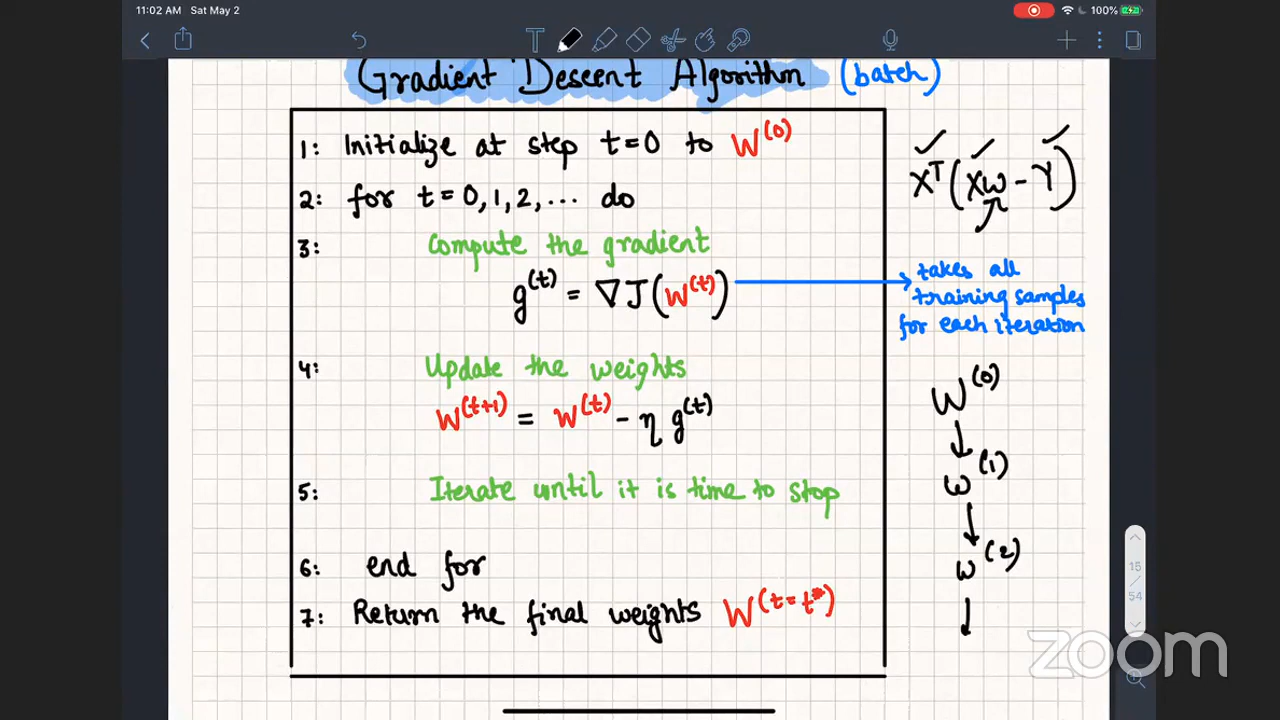 11:02 AM Sat May 2
100%
Gradient Descent Algorithm (batch)
1: Initialize at step t=0 to W^(0)
2: for t=0,1,2,... do
3: Compute the gradient
g^(t) = ∇J(W^(t))
4: Update the weights
W^(t+1) = W^(t) - η g^(t)
5: Iterate until it is time to stop
6: end for
7: Return the final weights W^(t=t*)
X^T(XW - Y)
takes all
training samples
for each iteration
W^(0)
W^(1)
W^(2)
15
/
54
zoom